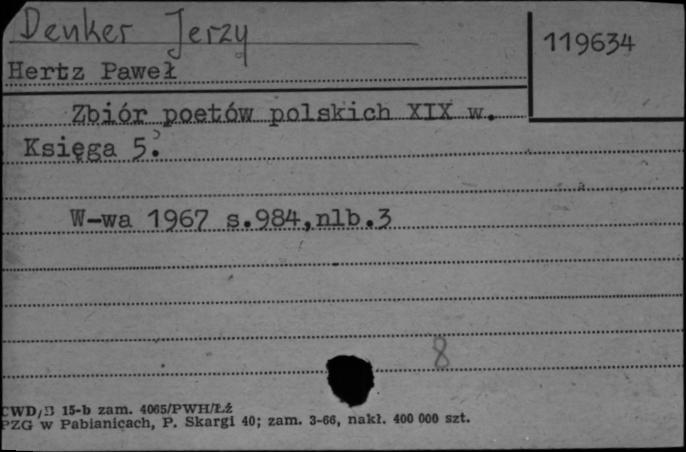 Denker Jerzy
119634
Hertz Paweł
Zbiór poetów polskich XIX w.
Księga 5.
W-wa 1967 s.984,nlb.3
8
CWD/B 15-b zam. 4065/PWH/Łź
PZG w Pabianicach, P. Skargi 40; zam. 3-66, nakł. 400 000 szt.